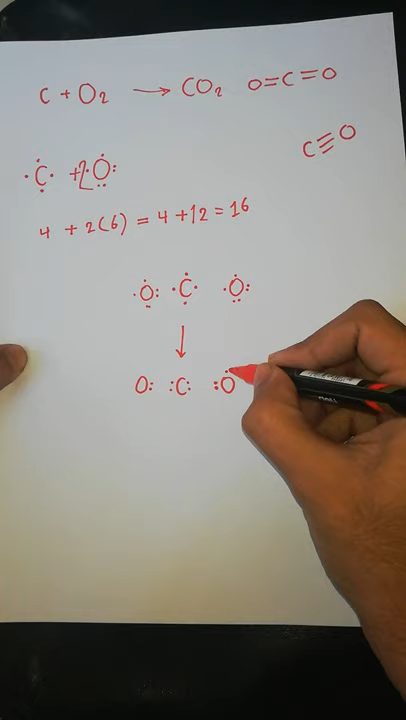 C + O₂ → CO₂ O=C=O
C≡O
·C· + 2·O:
4 + 2(6) = 4 + 12 = 16
·O: ·C· ·O:
↓
O: :C: :O